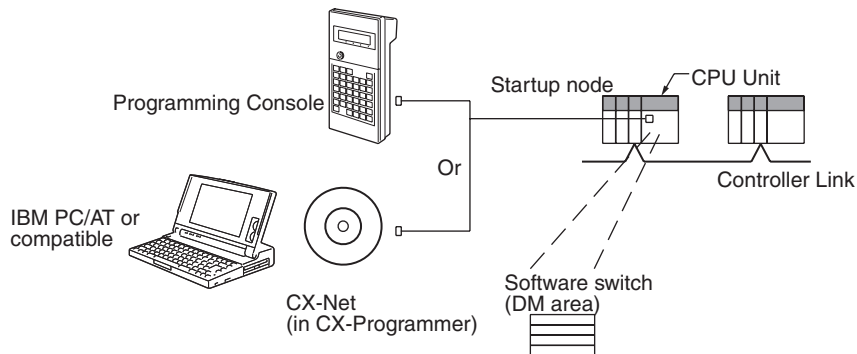 Programming Console
Startup node
CPU Unit
Or
Controller Link
IBM PC/AT or
compatible
CX-Net
(in CX-Programmer)
Software switch
(DM area)